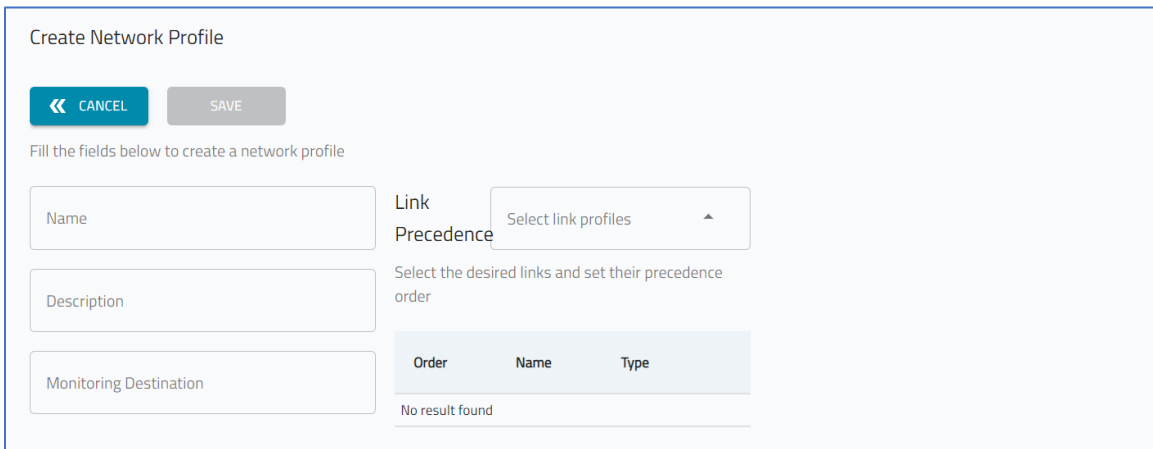 Create Network Profile
CANCEL
SAVE
Fill the fields below to create a network profile
Name
Description
Monitoring Destination
Link
Precedence
Select link profiles
Select the desired links and set their precedence
order
Order Name Type
No result found